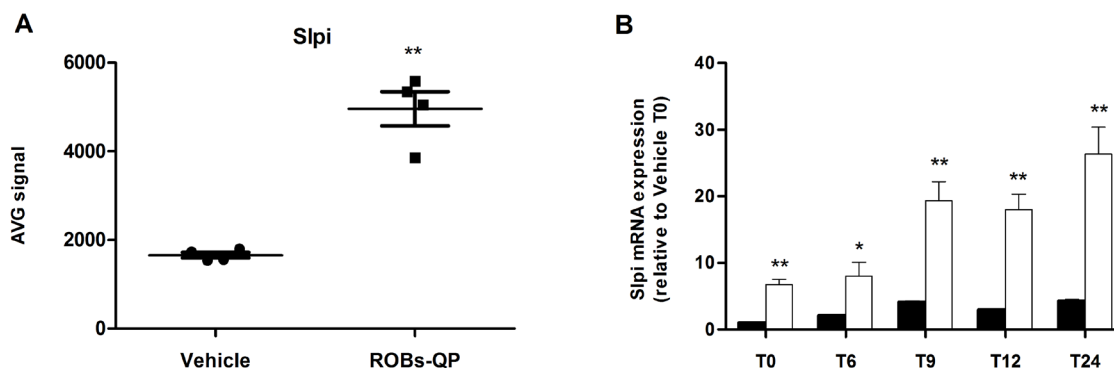 A
Slpi
**
6000
4000
2000
0
AVG signal
Vehicle
ROBs-QP
B
40
30
20
10
0
Slpi mRNA expression
(relative to Vehicle T0)
**
*
**
**
**
T0
T6
T9
T12
T24